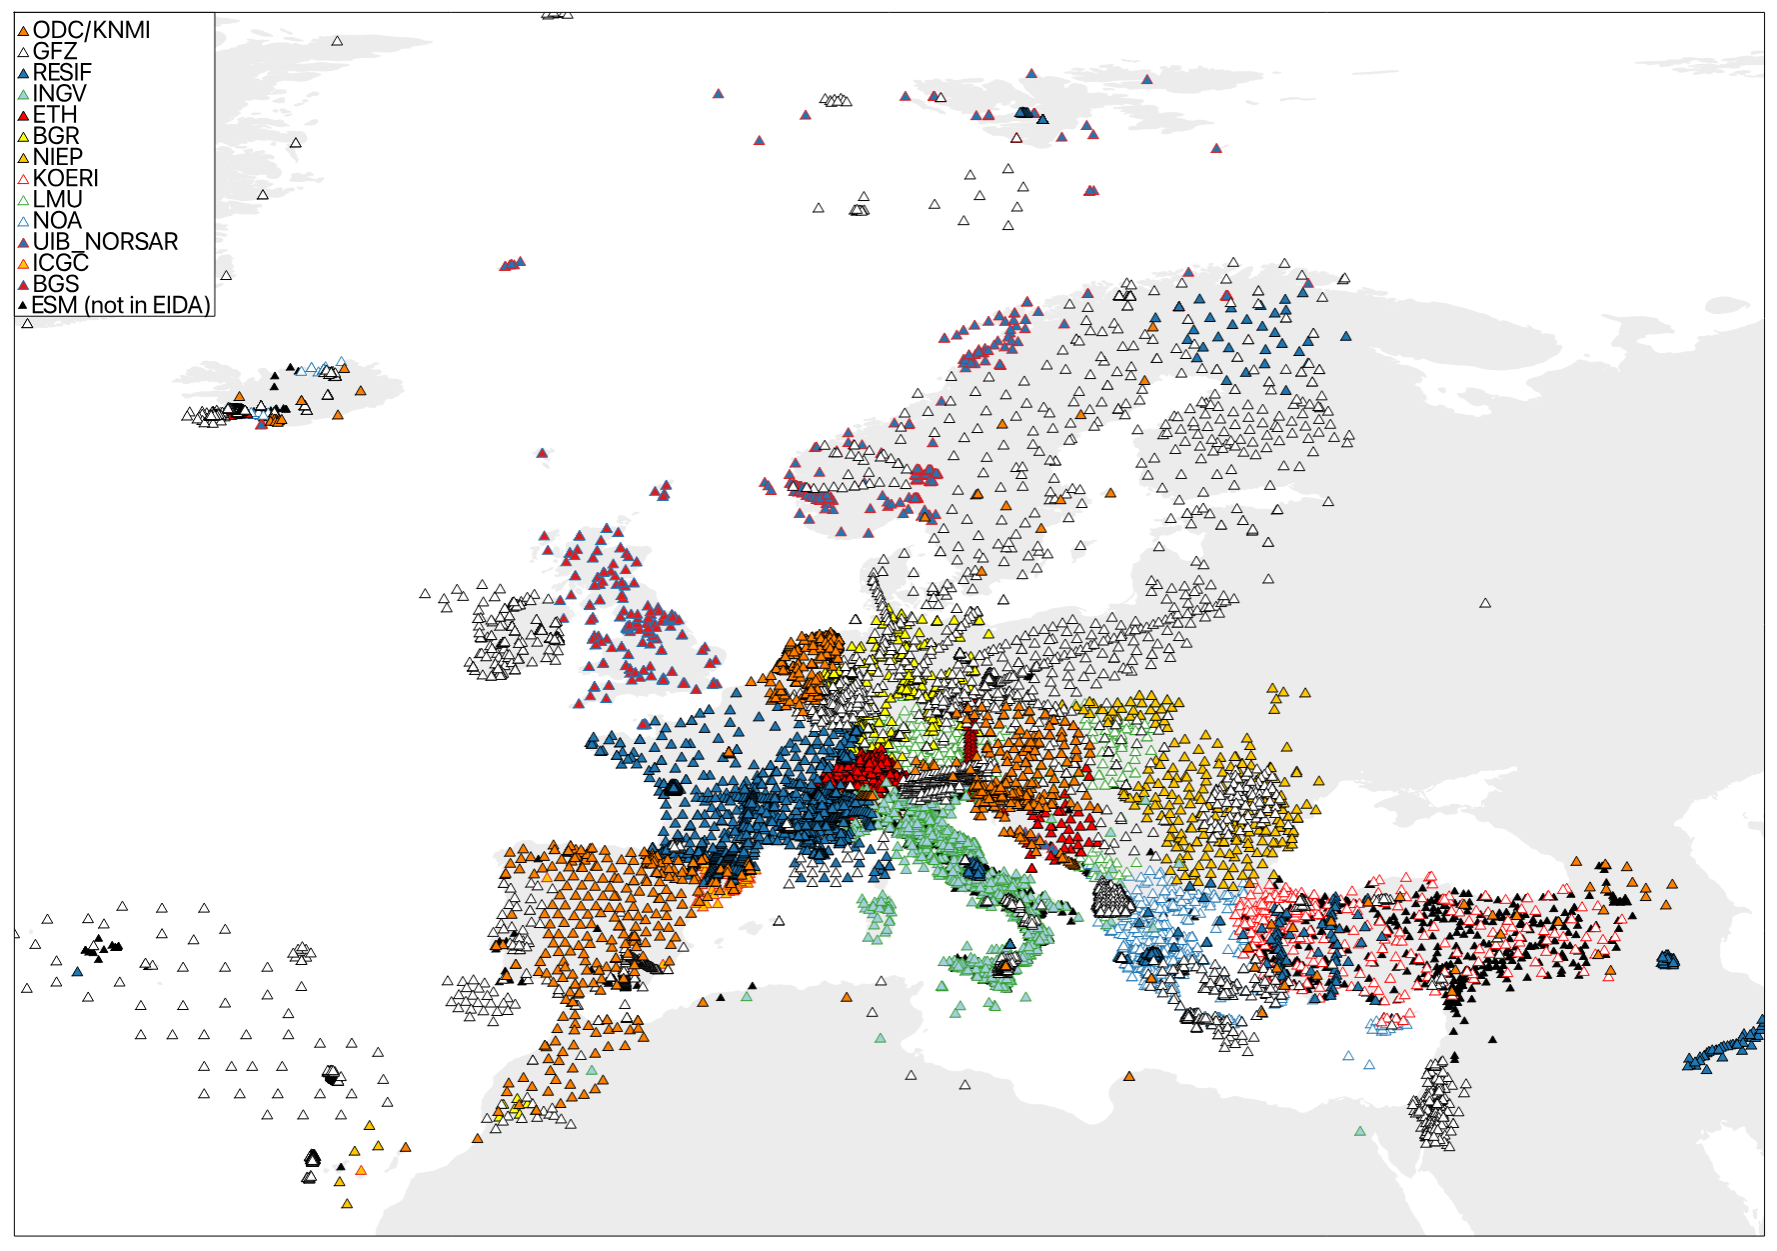 ODC/KNMI
GFZ
RESIF
INGV
ETH
BGR
NIEP
KOERI
LMU
NOA
UIB_NORSAR
ICGC
BGS
ESM (not in EIDA)